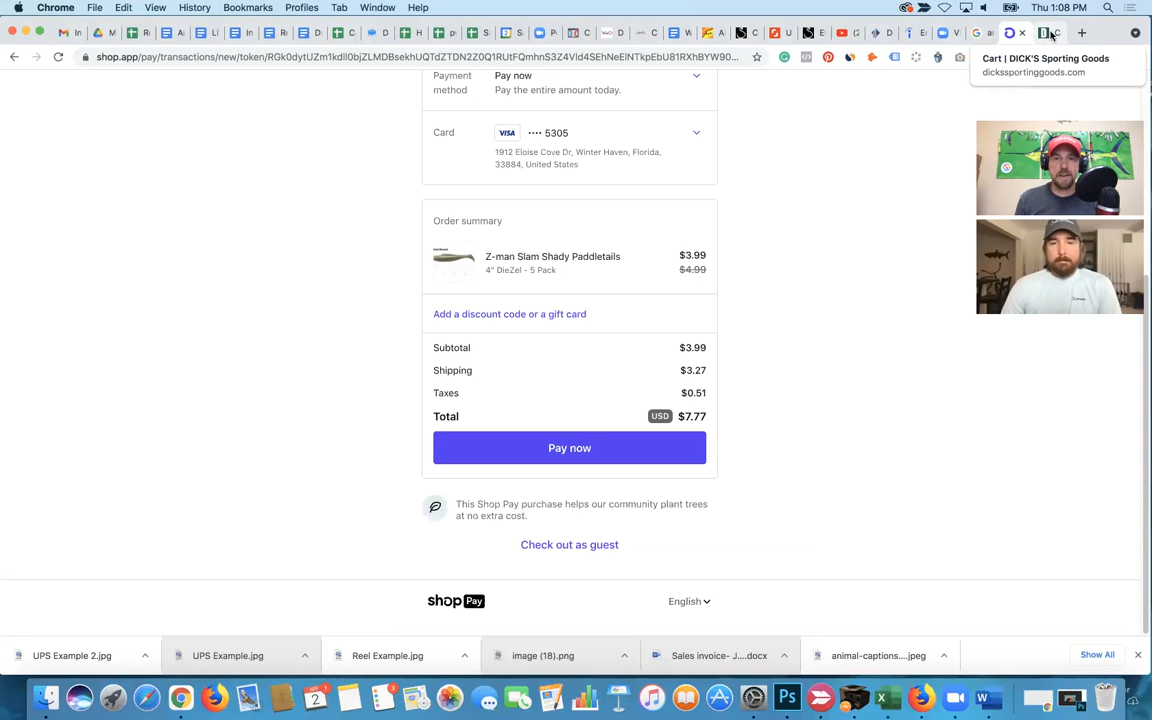 Chrome File Edit View History Bookmarks Profiles Tab Window Help
Thu 1:08 PM
shop.app/pay/transactions/new/token/
Cart | DICK'S Sporting Goods
dickssportinggoods.com
Payment method
Pay now
Pay the entire amount today.
Card
VISA •••• 5305
1912 Eloise Cove Dr, Winter Haven, Florida,
33884, United States
Order summary
Z-man Slam Shady Paddletails $3.99
4" DieZel - 5 Pack $4.99
Add a discount code or a gift card
Subtotal $3.99
Shipping $3.27
Taxes $0.51
Total USD $7.77
Pay now
This Shop Pay purchase helps our community plant trees
at no extra cost.
Check out as guest
shop Pay
English
UPS Example 2.jpg
UPS Example.jpg
Reel Example.jpg
image (18).png
Sales invoice- J....docx
animal-captions....jpeg
Show All